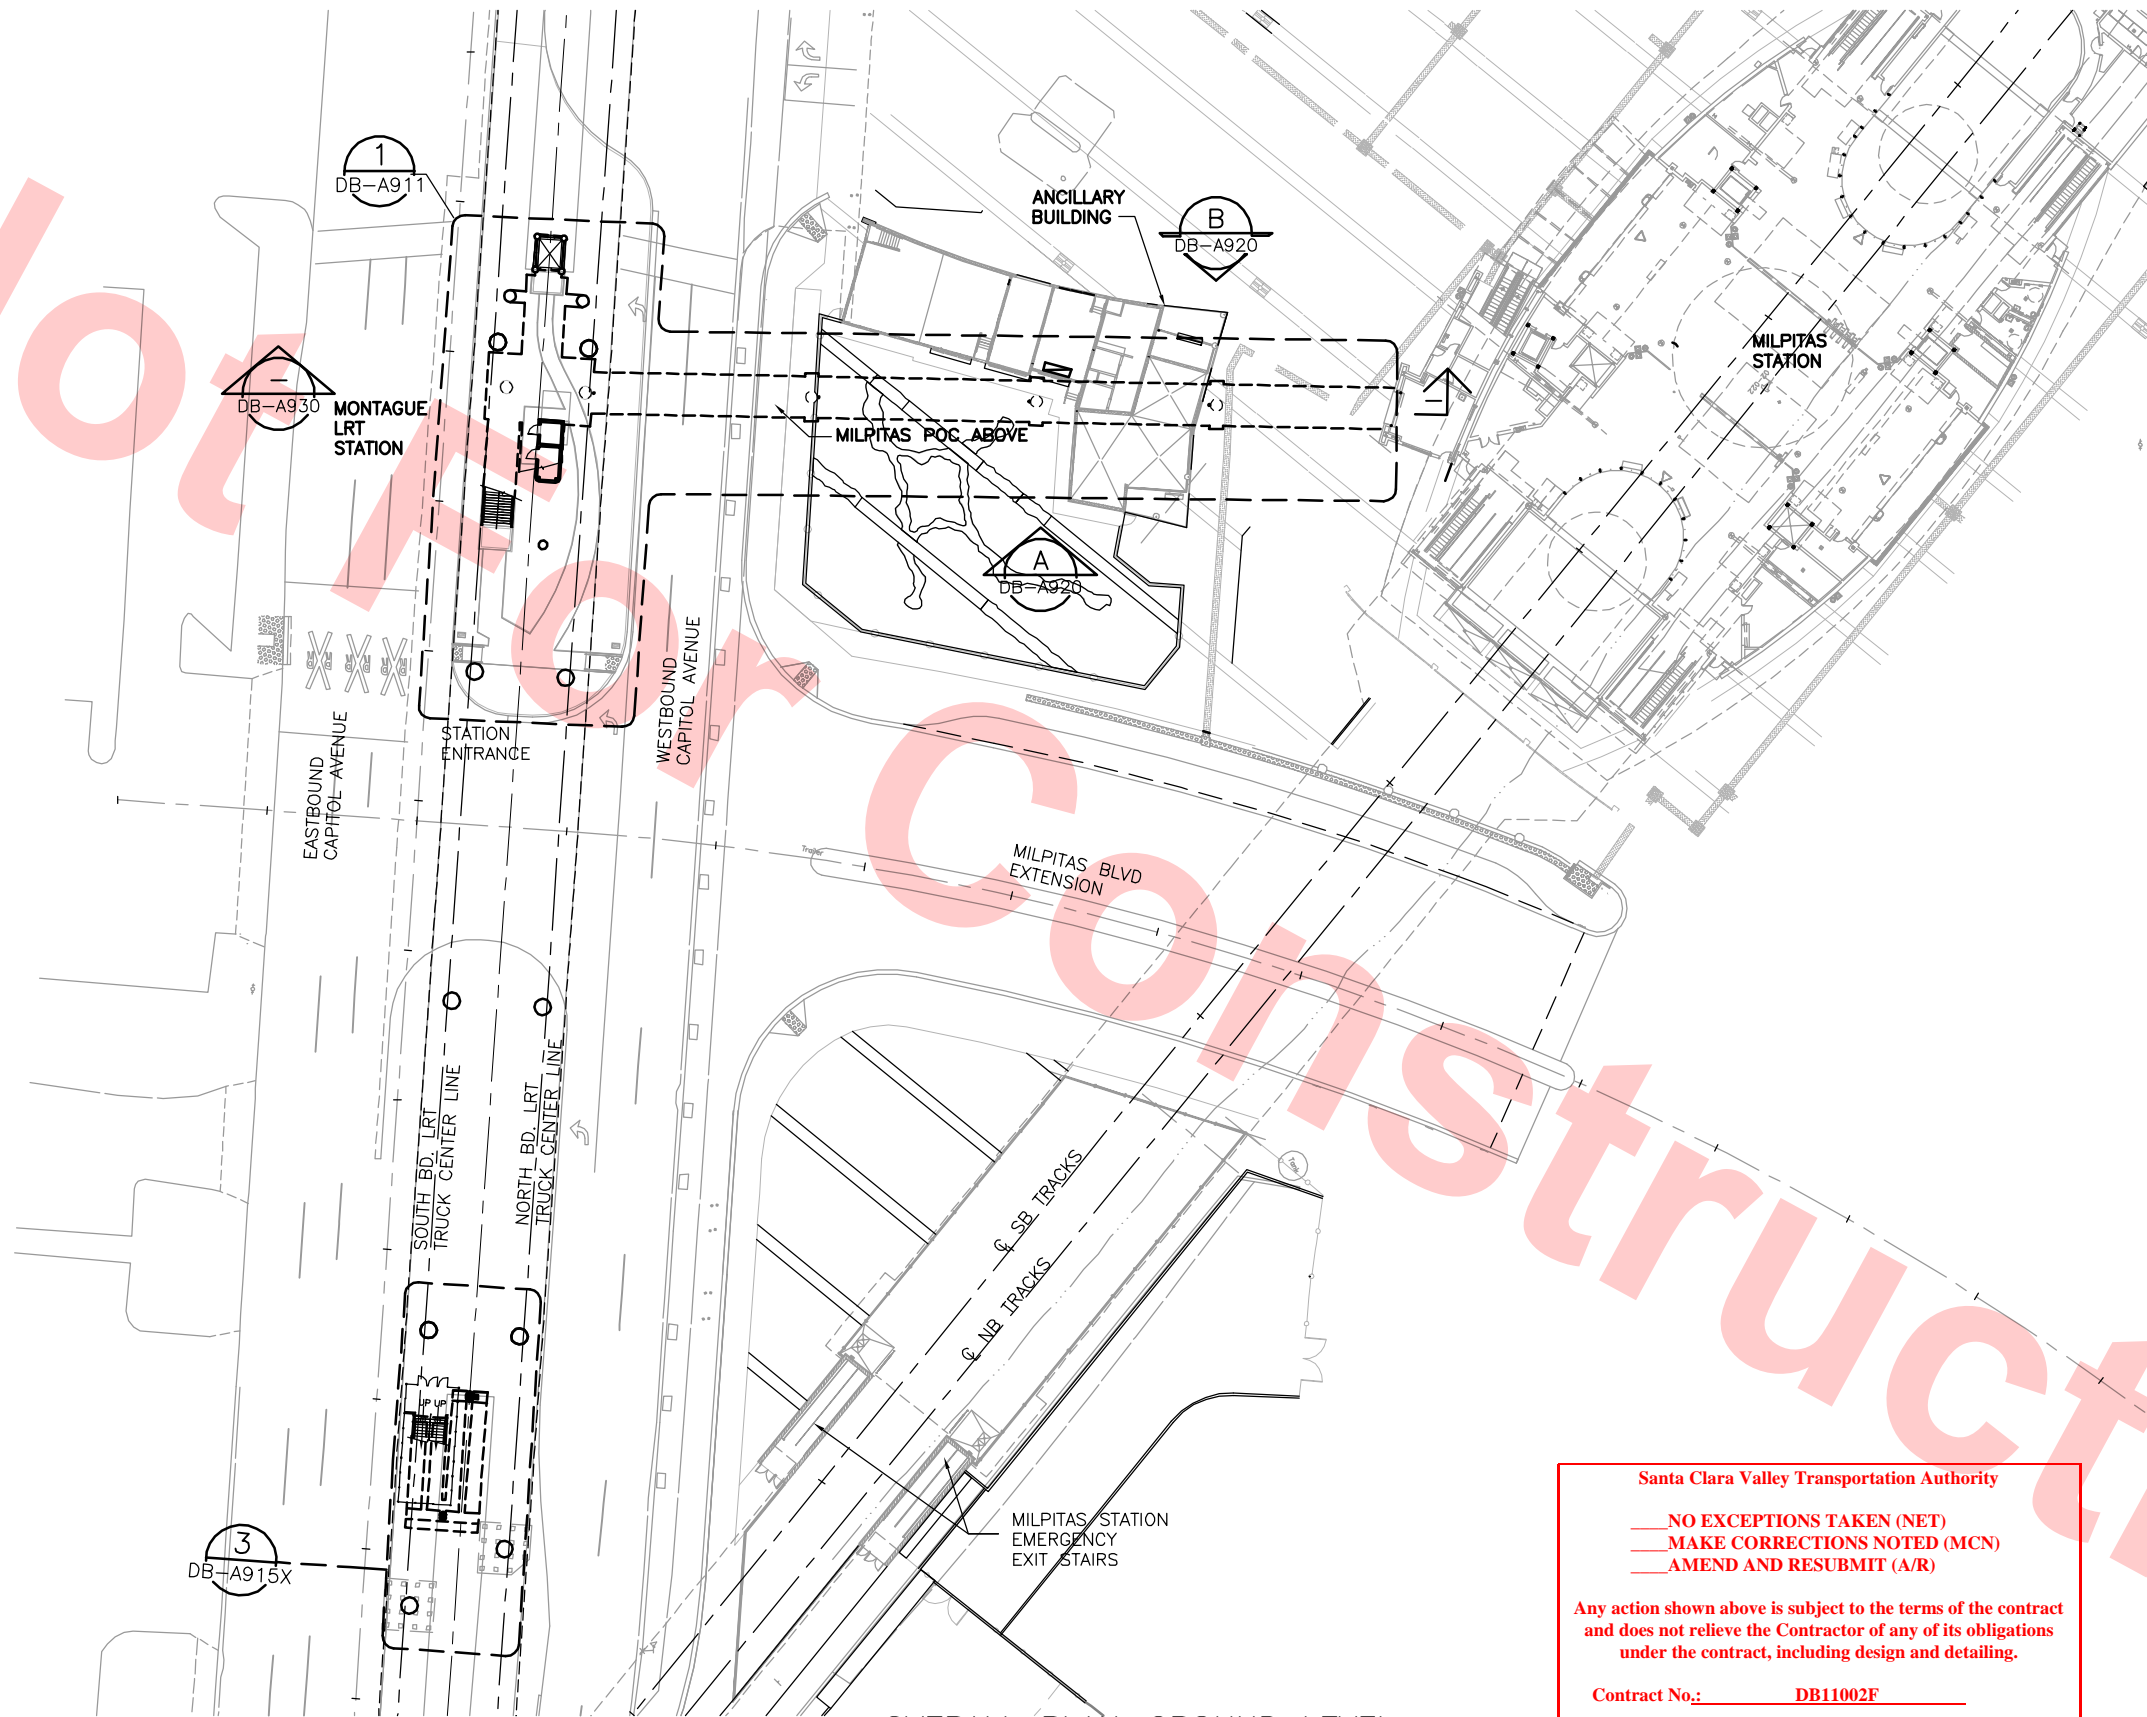 1
DB-A911
ANCILLARY
BUILDING
B
DB-A920
MILPITAS
STATION
DB-A930
MONTAGUE
LRT
STATION
MILPITAS POC ABOVE
A
DB-A920
WESTBOUND
CAPITOL AVENUE
STATION
ENTRANCE
EASTBOUND
CAPITOL AVENUE
Trailer
MILPITAS BLVD
EXTENSION
SOUTH BD. LRT
TRUCK CENTER LINE
NORTH BD. LRT
TRUCK CENTER LINE
Tank
℄ SB TRACKS
℄ NB TRACKS
UP UP
MILPITAS STATION
EMERGENCY
EXIT STAIRS
3
DB-A915X
Not For Constructi
Santa Clara Valley Transportation Authority
____NO EXCEPTIONS TAKEN (NET)
____MAKE CORRECTIONS NOTED (MCN)
____AMEND AND RESUBMIT (A/R)
Any action shown above is subject to the terms of the contract
and does not relieve the Contractor of any of its obligations
under the contract, including design and detailing.
Contract No.: DB11002F